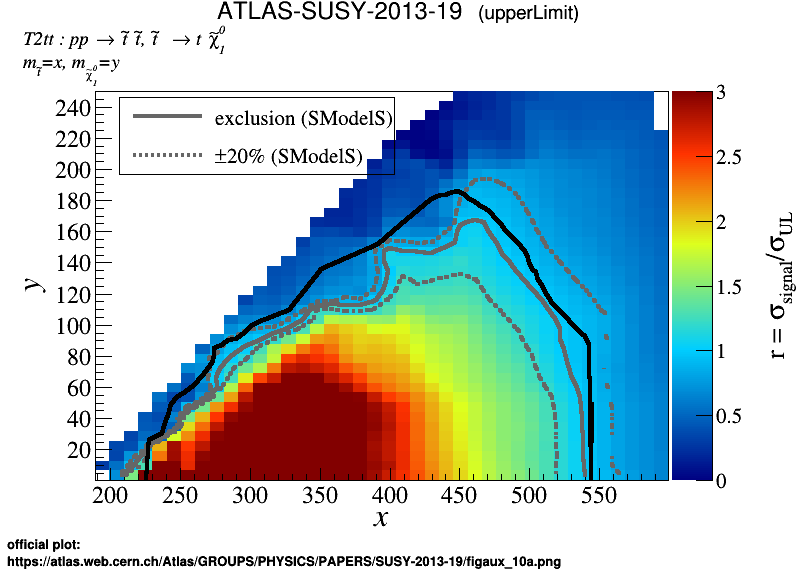 ATLAS-SUSY-2013-19 (upperLimit)
T2tt : pp → t̃ t̃, t̃ → t χ̃⁰₁
m_t̃=x, m_χ̃⁰₁=y
exclusion (SModelS)
±20% (SModelS)
240
220
200
180
160
140
120
100
80
60
40
20
y
200 250 300 350 400 450 500 550
x
3
2.5
2
1.5
1
0.5
0
r = σ_signal/σ_UL
official plot:
https://atlas.web.cern.ch/Atlas/GROUPS/PHYSICS/PAPERS/SUSY-2013-19/figaux_10a.png